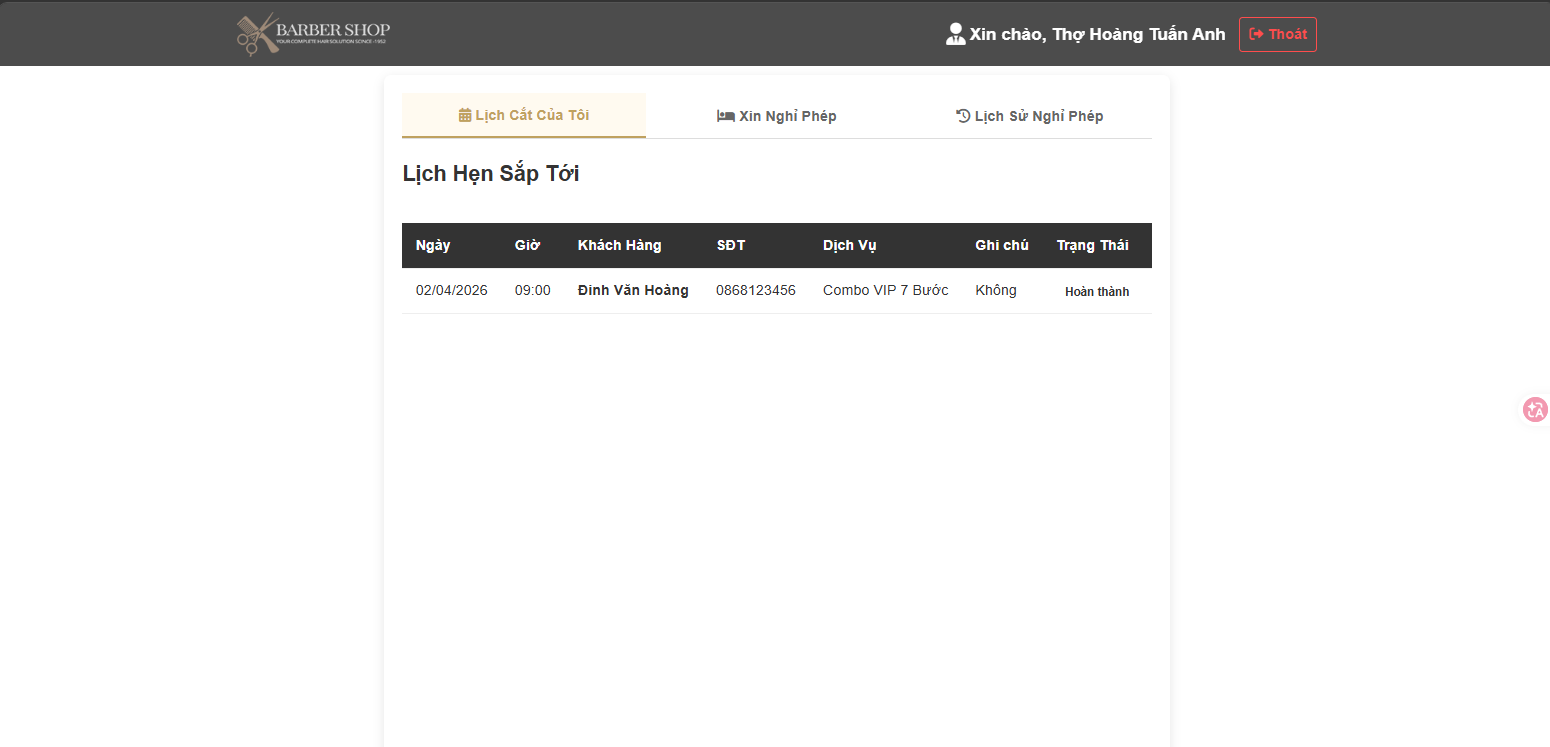 BARBER SHOP
YOUR COMPLETE HAIR SOLUTION SCINCE -1952
Xin chào, Thợ Hoàng Tuấn Anh
Thoát
Lịch Cắt Của Tôi
Xin Nghỉ Phép
Lịch Sử Nghỉ Phép
Lịch Hẹn Sắp Tới
Ngày Giờ Khách Hàng SĐT Dịch Vụ Ghi chú Trạng Thái
02/04/2026 09:00 Đinh Văn Hoàng 0868123456 Combo VIP 7 Bước Không Hoàn thành